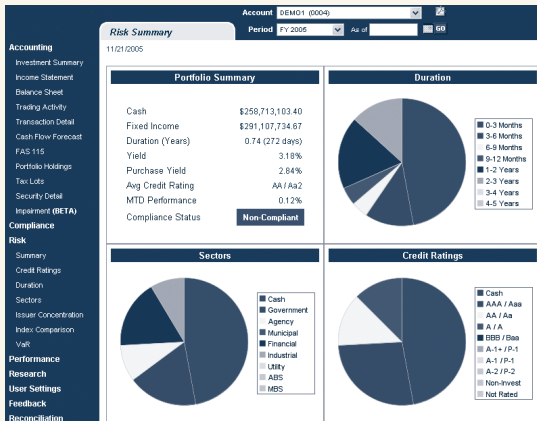 Account DEMO1 (0004)
Risk Summary
Period FY 2005 As of GO
11/21/2005
Accounting
Investment Summary
Income Statement
Balance Sheet
Trading Activity
Transaction Detail
Cash Flow Forecast
FAS 115
Portfolio Holdings
Tax Lots
Security Detail
Impairment (BETA)
Compliance
Risk
Summary
Credit Ratings
Duration
Sectors
Issuer Concentration
Index Comparison
VaR
Performance
Research
User Settings
Feedback
Reconciliation
Portfolio Summary
Cash $258,713,103.40
Fixed Income $291,107,734.67
Duration (Years) 0.74 (272 days)
Yield 3.18%
Purchase Yield 2.84%
Avg Credit Rating AA / Aa2
MTD Performance 0.12%
Compliance Status Non-Compliant
Duration
0-3 Months
3-6 Months
6-9 Months
9-12 Months
1-2 Years
2-3 Years
3-4 Years
4-5 Years
Sectors
Cash
Government
Agency
Municipal
Financial
Industrial
Utility
ABS
MBS
Credit Ratings
Cash
AAA / Aaa
AA / Aa
A / A
BBB / Baa
A-1+ / P-1
A-1 / P-1
A-2 / P-2
Non-Invest
Not Rated